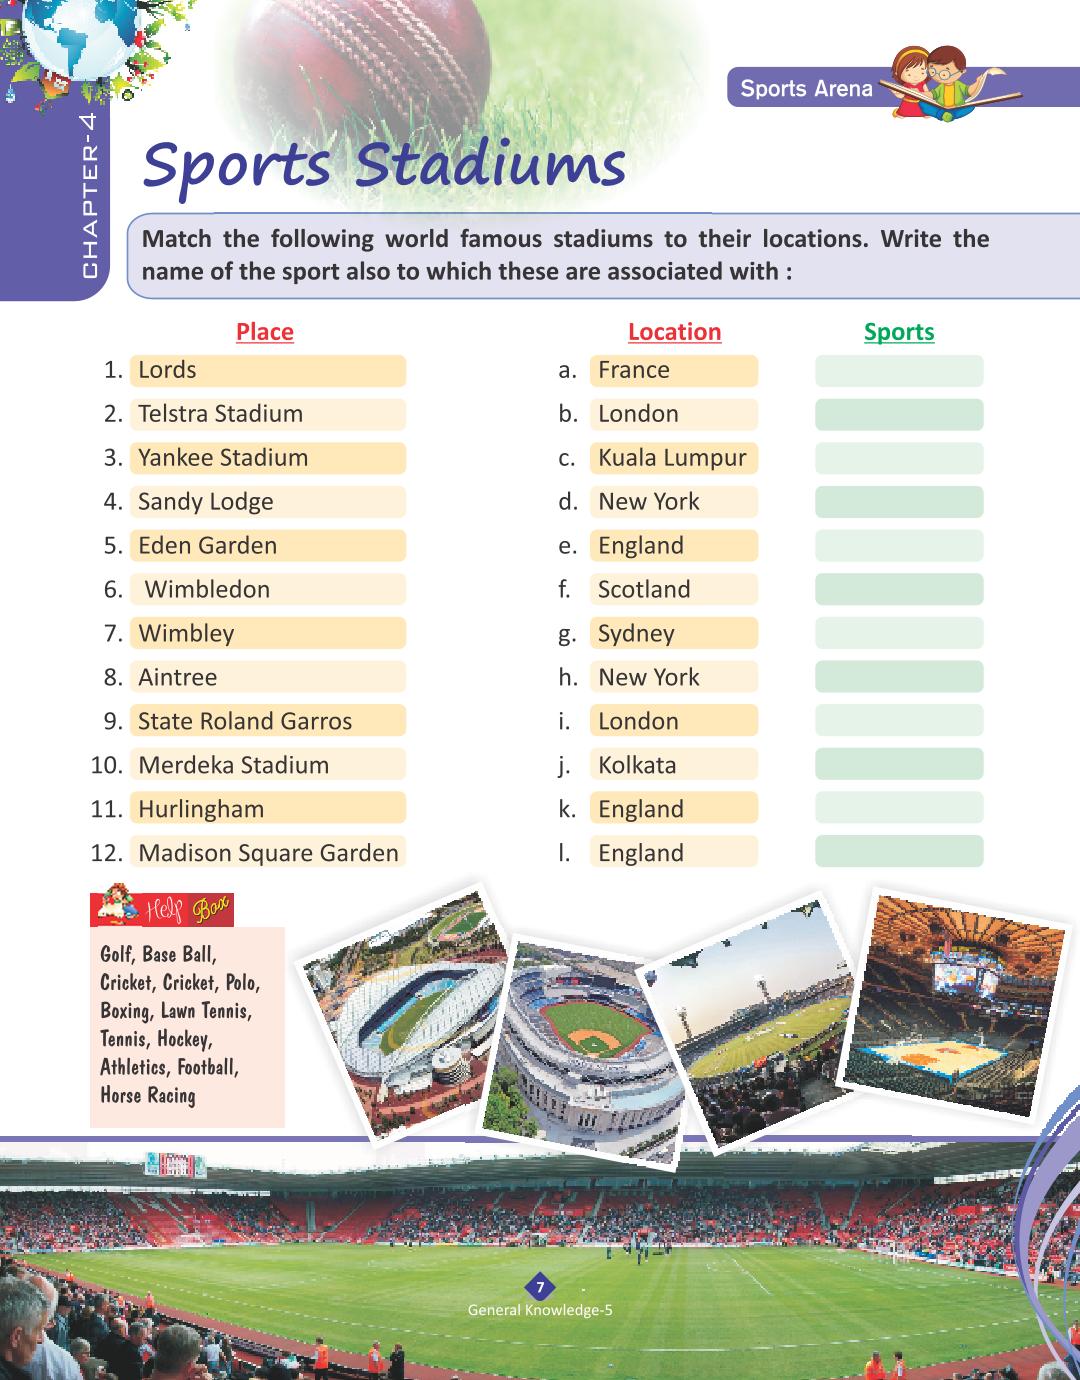 Sports Arena
CHAPTER-4
Sports Stadiums
Match the following world famous stadiums to their locations. Write the
name of the sport also to which these are associated with :
Place Location Sports
1. Lords a. France
2. Telstra Stadium b. London
3. Yankee Stadium c. Kuala Lumpur
4. Sandy Lodge d. New York
5. Eden Garden e. England
6. Wimbledon f. Scotland
7. Wimbley g. Sydney
8. Aintree h. New York
9. State Roland Garros i. London
10. Merdeka Stadium j. Kolkata
11. Hurlingham k. England
12. Madison Square Garden l. England
Help Box
Golf, Base Ball,
Cricket, Cricket, Polo,
Boxing, Lawn Tennis,
Tennis, Hockey,
Athletics, Football,
Horse Racing
7
General Knowledge-5